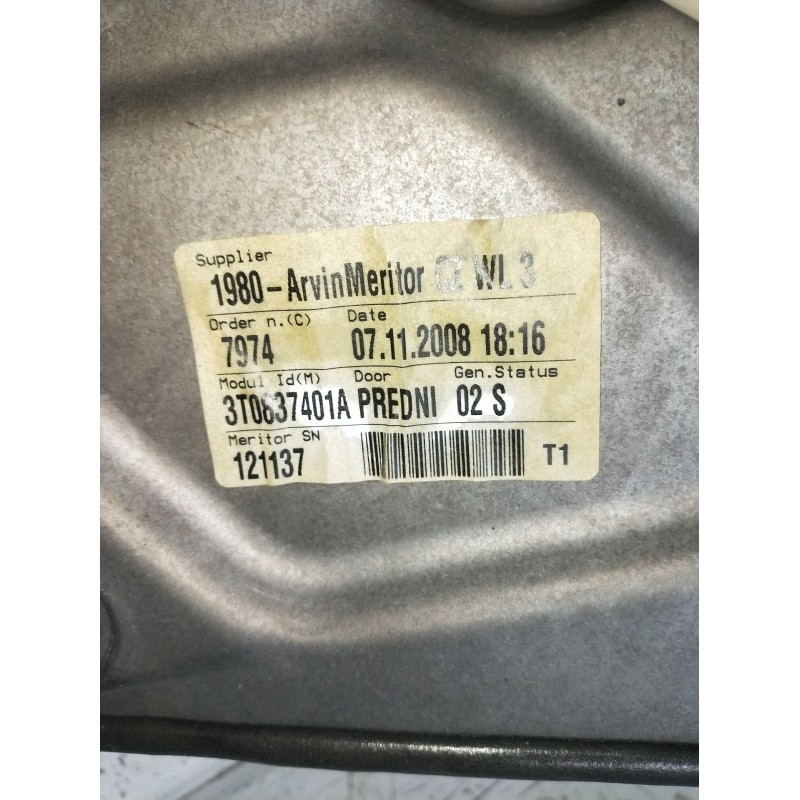 Supplier
1980-ArvinMeritor CZ WL 3
Order n.(C) Date
7974 07.11.2008 18:16
Modul Id(M) Door Gen.Status
3T0837401A PREDNI 02 S
Meritor SN
121137 T1